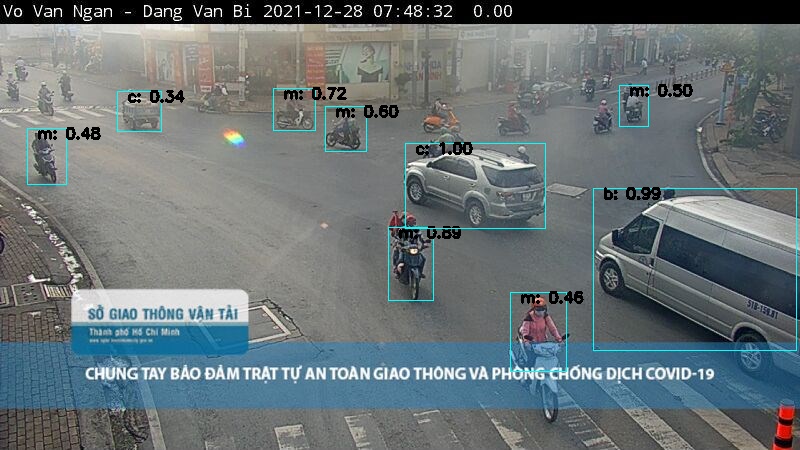 Vo Van Ngan - Dang Van Bi 2021-12-28 07:48:32 0.00
c: 0.34
m: 0.72
m: 0.60
m: 0.50
m: 0.48
c: 1.00
b: 0.99
m: 0.89
m: 0.46
SỞ GIAO THÔNG VẬN TẢI
Thành phố Hồ Chí Minh
CHUNG TAY BẢO ĐẢM TRẬT TỰ AN TOÀN GIAO THÔNG VÀ PHÒNG CHỐNG DỊCH COVID-19